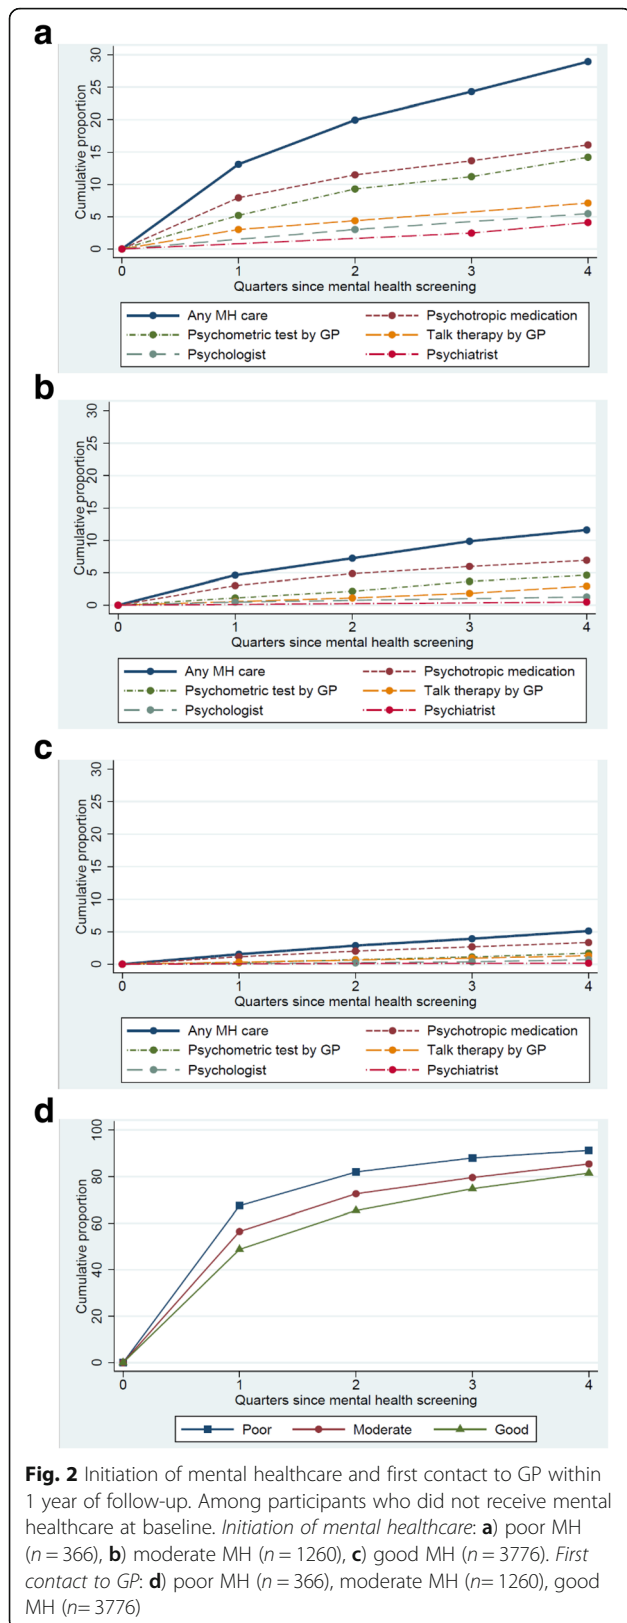 a
30
25
20
15
10
5
0
Cumulative proportion
0 1 2 3 4
Quarters since mental health screening
Any MH care Psychotropic medication
Psychometric test by GP Talk therapy by GP
Psychologist Psychiatrist
b
30
25
20
15
10
5
0
Cumulative proportion
0 1 2 3 4
Quarters since mental health screening
Any MH care Psychotropic medication
Psychometric test by GP Talk therapy by GP
Psychologist Psychiatrist
c
30
25
20
15
10
5
0
Cumulative proportion
0 1 2 3 4
Quarters since mental health screening
Any MH care Psychotropic medication
Psychometric test by GP Talk therapy by GP
Psychologist Psychiatrist
d
100
80
60
40
20
0
Cumulative proportion
0 1 2 3 4
Quarters since mental health screening
Poor Moderate Good
Fig. 2 Initiation of mental healthcare and first contact to GP within
1 year of follow-up. Among participants who did not receive mental
healthcare at baseline. Initiation of mental healthcare: a) poor MH
(n = 366), b) moderate MH (n = 1260), c) good MH (n = 3776). First
contact to GP: d) poor MH (n = 366), moderate MH (n= 1260), good
MH (n= 3776)